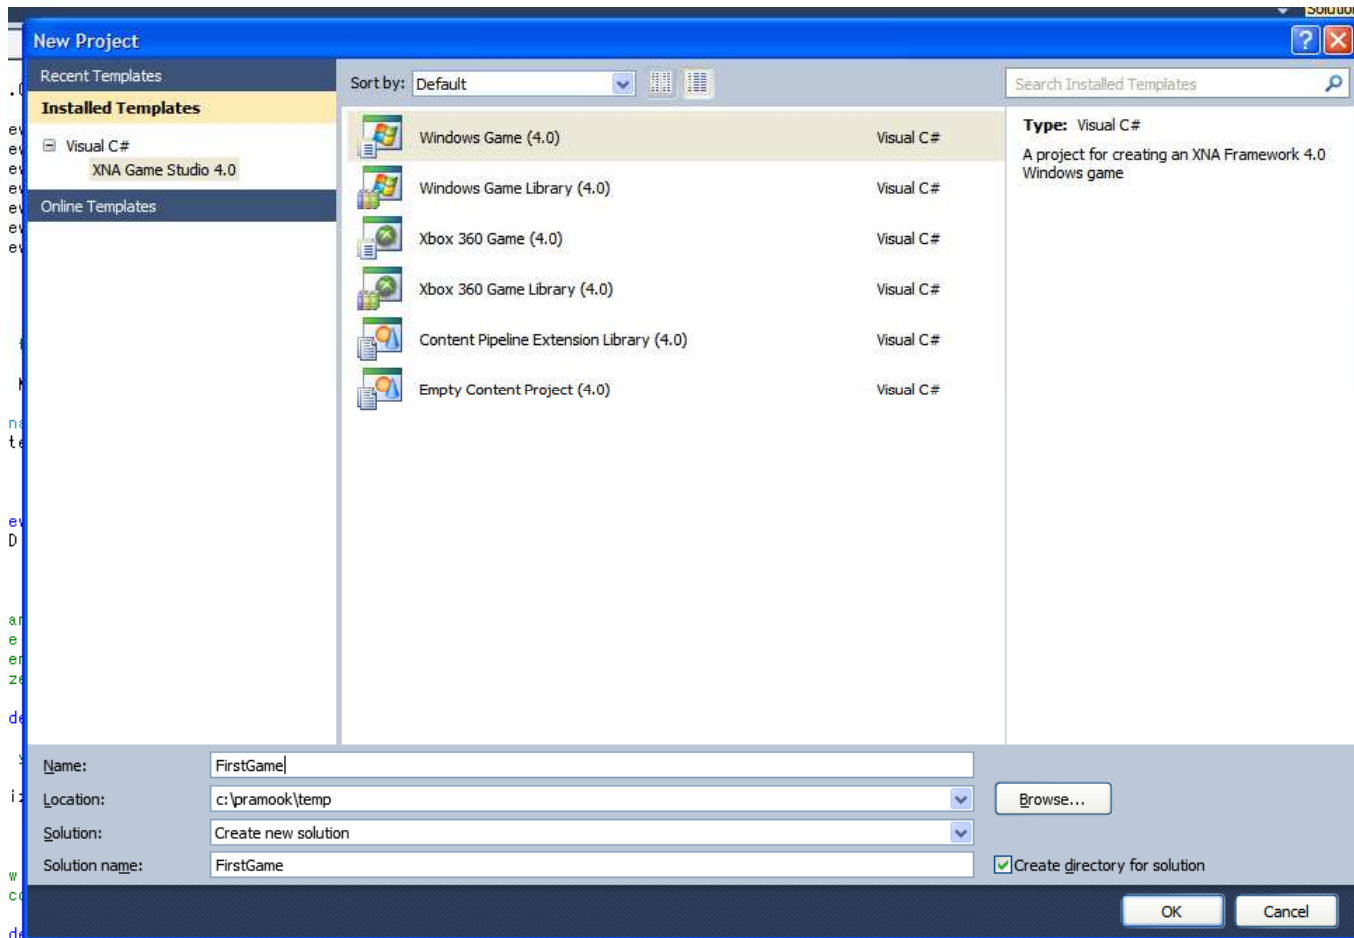 Solution
New Project
Recent Templates
Installed Templates
Visual C#
XNA Game Studio 4.0
Online Templates
Sort by: Default
Search Installed Templates
Windows Game (4.0) Visual C#
Windows Game Library (4.0) Visual C#
Xbox 360 Game (4.0) Visual C#
Xbox 360 Game Library (4.0) Visual C#
Content Pipeline Extension Library (4.0) Visual C#
Empty Content Project (4.0) Visual C#
Type: Visual C#
A project for creating an XNA Framework 4.0
Windows game
Name: FirstGame
Location: c:\pramook\temp Browse...
Solution: Create new solution
Solution name: FirstGame Create directory for solution
OK Cancel